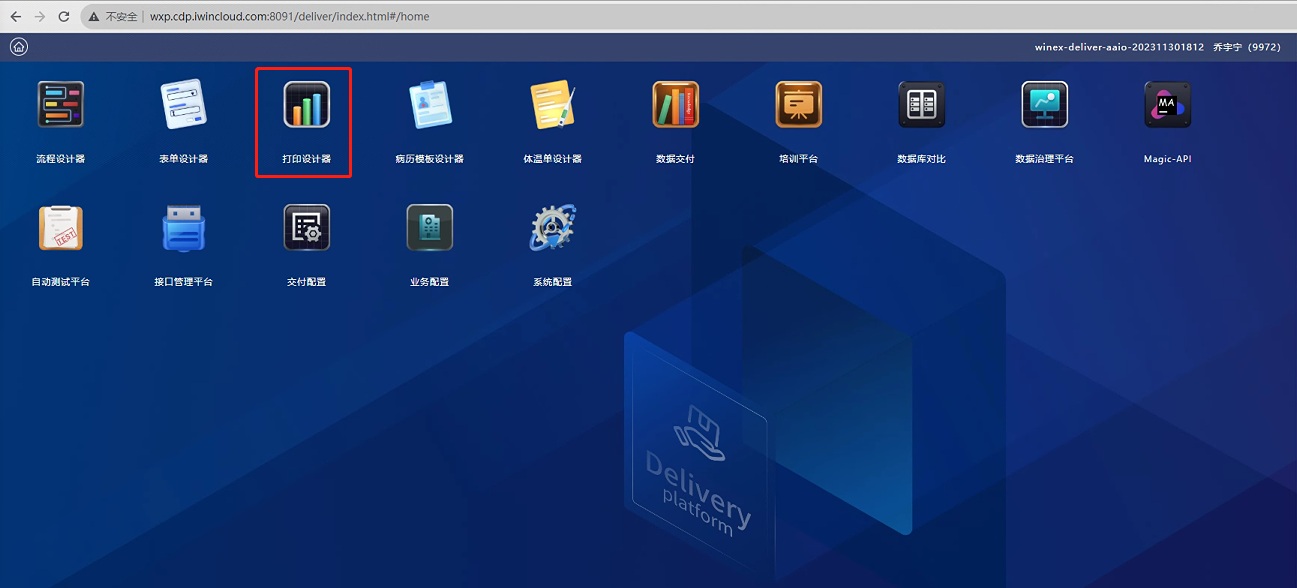 不安全 wxp.cdp.iwincloud.com:8091/deliver/index.html#/home
winex-deliver-aaio-202311301812 乔宇宁 (9972)
流程设计器 表单设计器 打印设计器 病历模板设计器 体温单设计器 数据交付 培训平台 数据库对比 数据治理平台 Magic-API
MA
TEST
自动测试平台 接口管理平台 交付配置 业务配置 系统配置
Delivery
platform